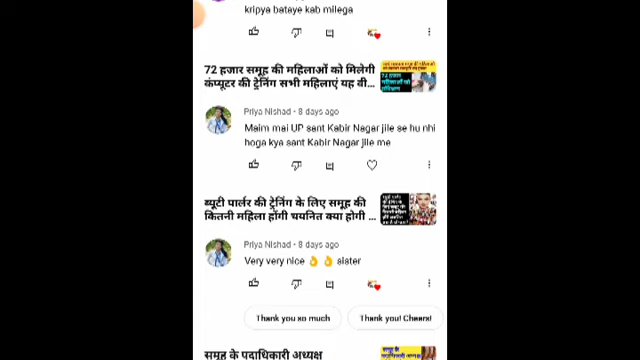 kripya bataye kab milega
72 हजार समूह की महिलाओं को मिलेगी
कंप्यूटर की ट्रेनिंग सभी महिलाएं यह वी...
Priya Nishad • 8 days ago
Maim mai UP sant Kabir Nagar jile se hu nhi
hoga kya sant Kabir Nagar jile me
ब्यूटी पार्लर की ट्रेनिंग के लिए समूह की
कितनी महिला होंगी चयनित क्या होगी ...
Priya Nishad • 8 days ago
Very very nice 👌 👌 sister
Thank you so much
Thank you! Cheers!
समूह के पदाधिकारी अध्यक्ष